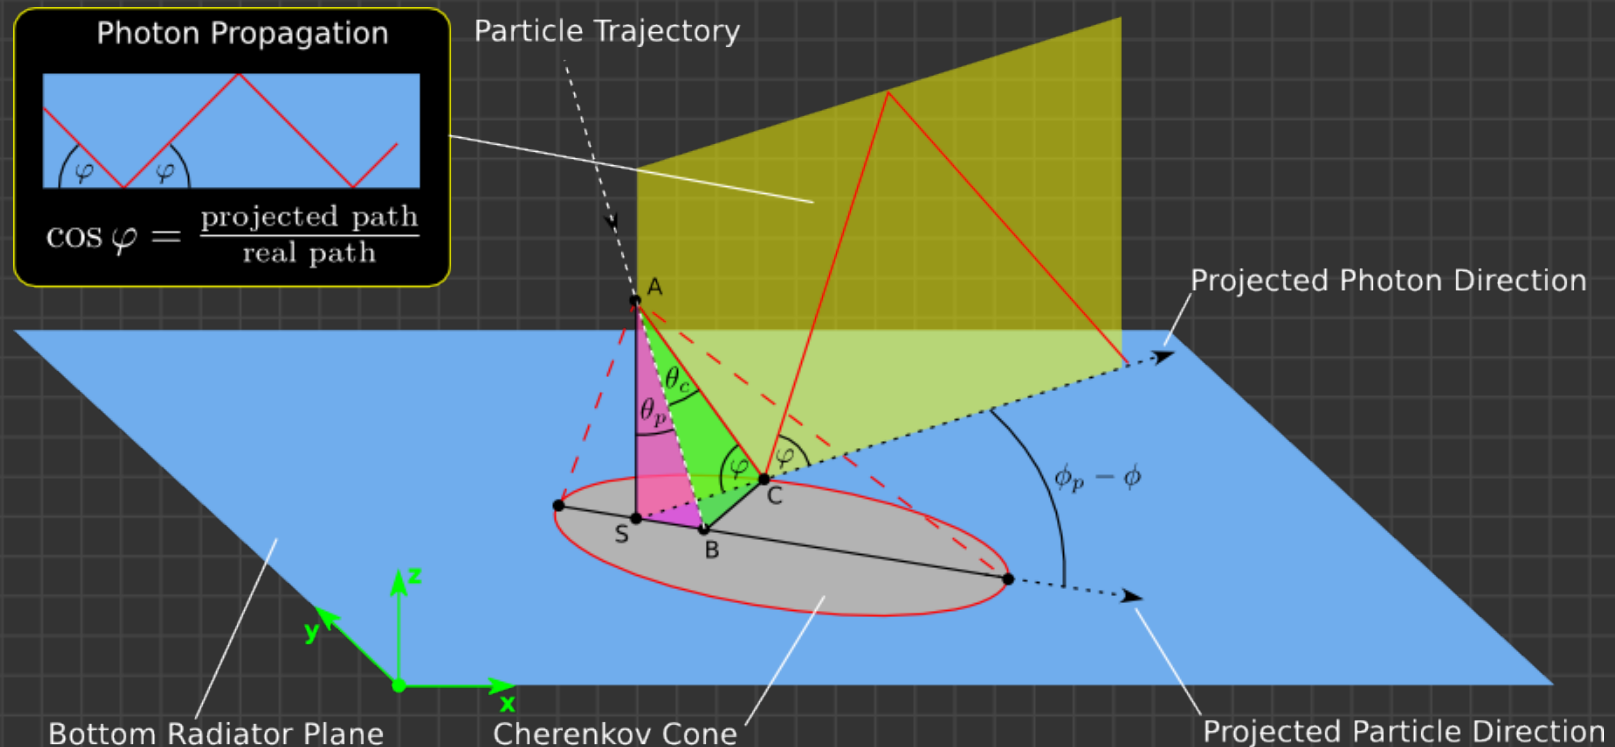 Photon Propagation
φ φ
cos φ = projected path / real path
Particle Trajectory
A
Projected Photon Direction
θc
θp
φ φ
C
ϕp − ϕ
S
B
z
y
x
Bottom Radiator Plane
Cherenkov Cone
Projected Particle Direction